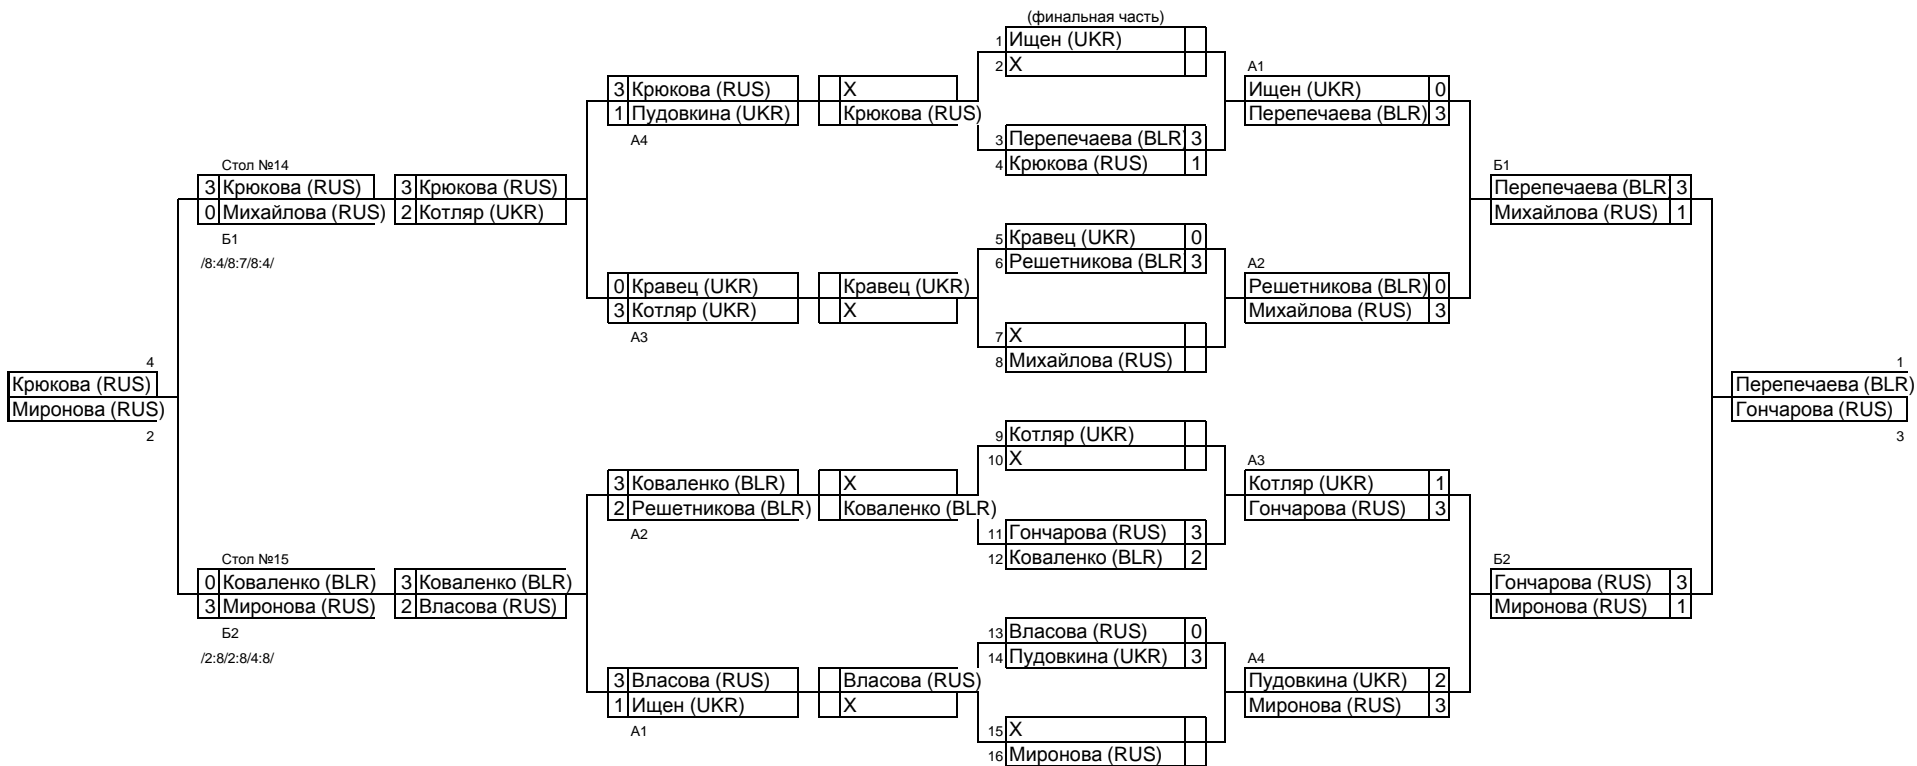 (финальная часть)
1 Ищен (UKR)
2 X
А1
3 Крюкова (RUS) X Ищен (UKR) 0
1 Пудовкина (UKR) Крюкова (RUS) Перепечаева (BLR) 3
А4 3 Перепечаева (BLR) 3
Стол №14 4 Крюкова (RUS) 1 Б1
3 Крюкова (RUS) 3 Крюкова (RUS) Перепечаева (BLR 3
0 Михайлова (RUS) 2 Котляр (UKR) Михайлова (RUS) 1
Б1 5 Кравец (UKR) 0
/8:4/8:7/8:4/ 6 Решетникова (BLR 3 А2
0 Кравец (UKR) Кравец (UKR) Решетникова (BLR) 0
3 Котляр (UKR) X Михайлова (RUS) 3
А3 7 X
4 8 Михайлова (RUS) 1
Крюкова (RUS) Перепечаева (BLR)
Миронова (RUS) Гончарова (RUS)
2 9 Котляр (UKR) 3
10 X А3
3 Коваленко (BLR) X Котляр (UKR) 1
2 Решетникова (BLR) Коваленко (BLR) Гончарова (RUS) 3
А2 11 Гончарова (RUS) 3
Стол №15 12 Коваленко (BLR) 2 Б2
0 Коваленко (BLR) 3 Коваленко (BLR) Гончарова (RUS) 3
3 Миронова (RUS) 2 Власова (RUS) Миронова (RUS) 1
Б2 13 Власова (RUS) 0
/2:8/2:8/4:8/ 14 Пудовкина (UKR) 3 А4
3 Власова (RUS) Власова (RUS) Пудовкина (UKR) 2
1 Ищен (UKR) X Миронова (RUS) 3
А1 15 X
16 Миронова (RUS)